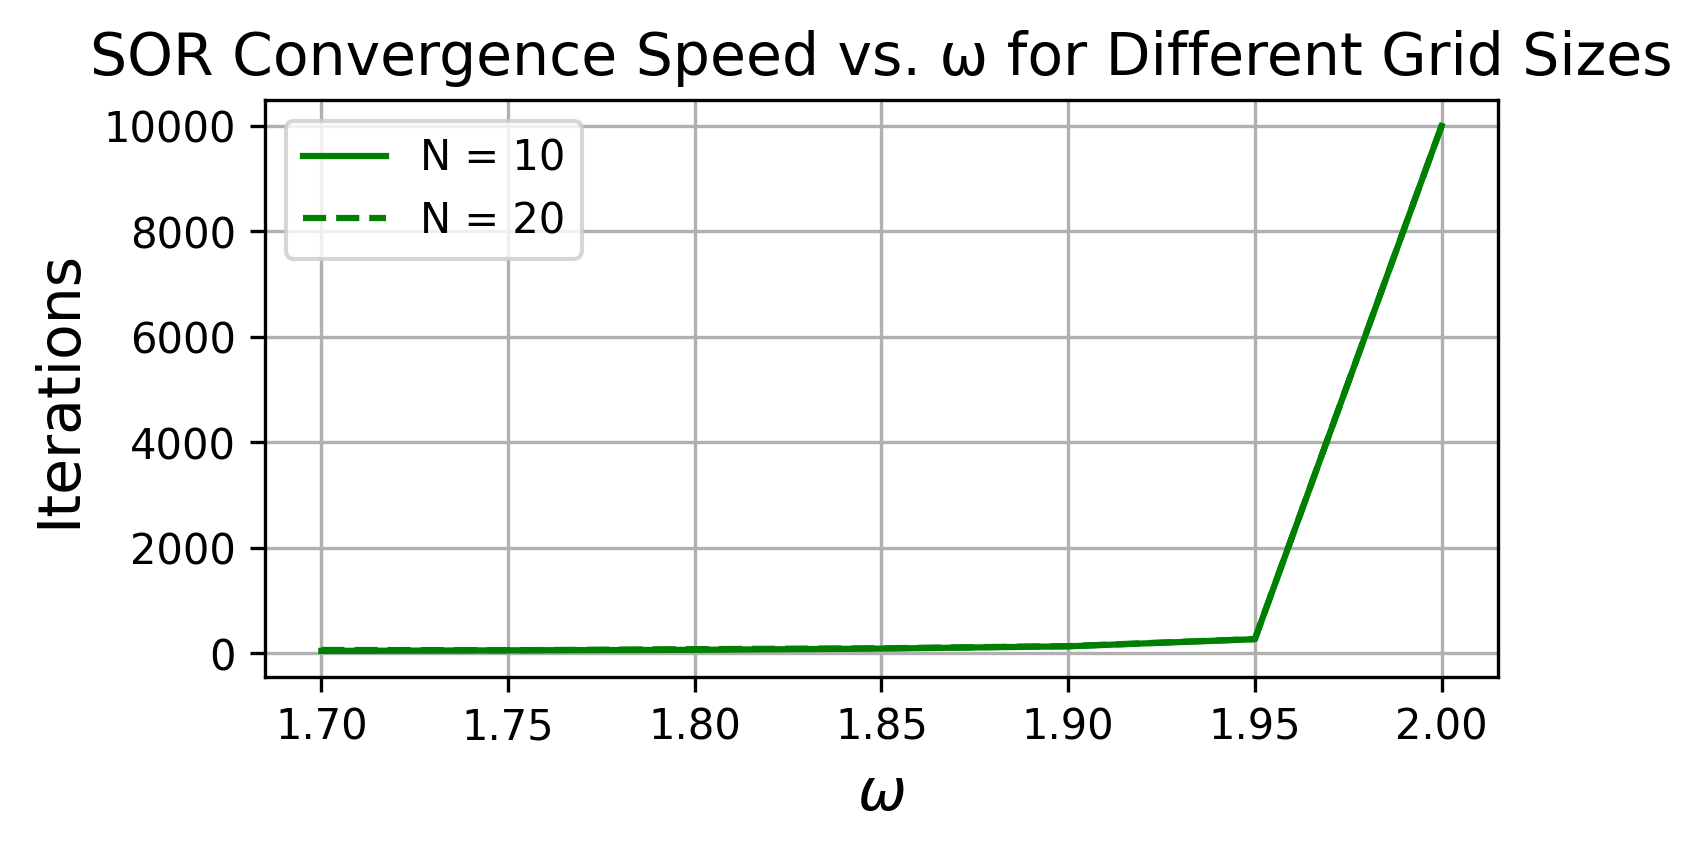 SOR Convergence Speed vs. ω for Different Grid Sizes
Iterations
10000
8000
6000
4000
2000
0
N = 10
N = 20
1.70 1.75 1.80 1.85 1.90 1.95 2.00
ω